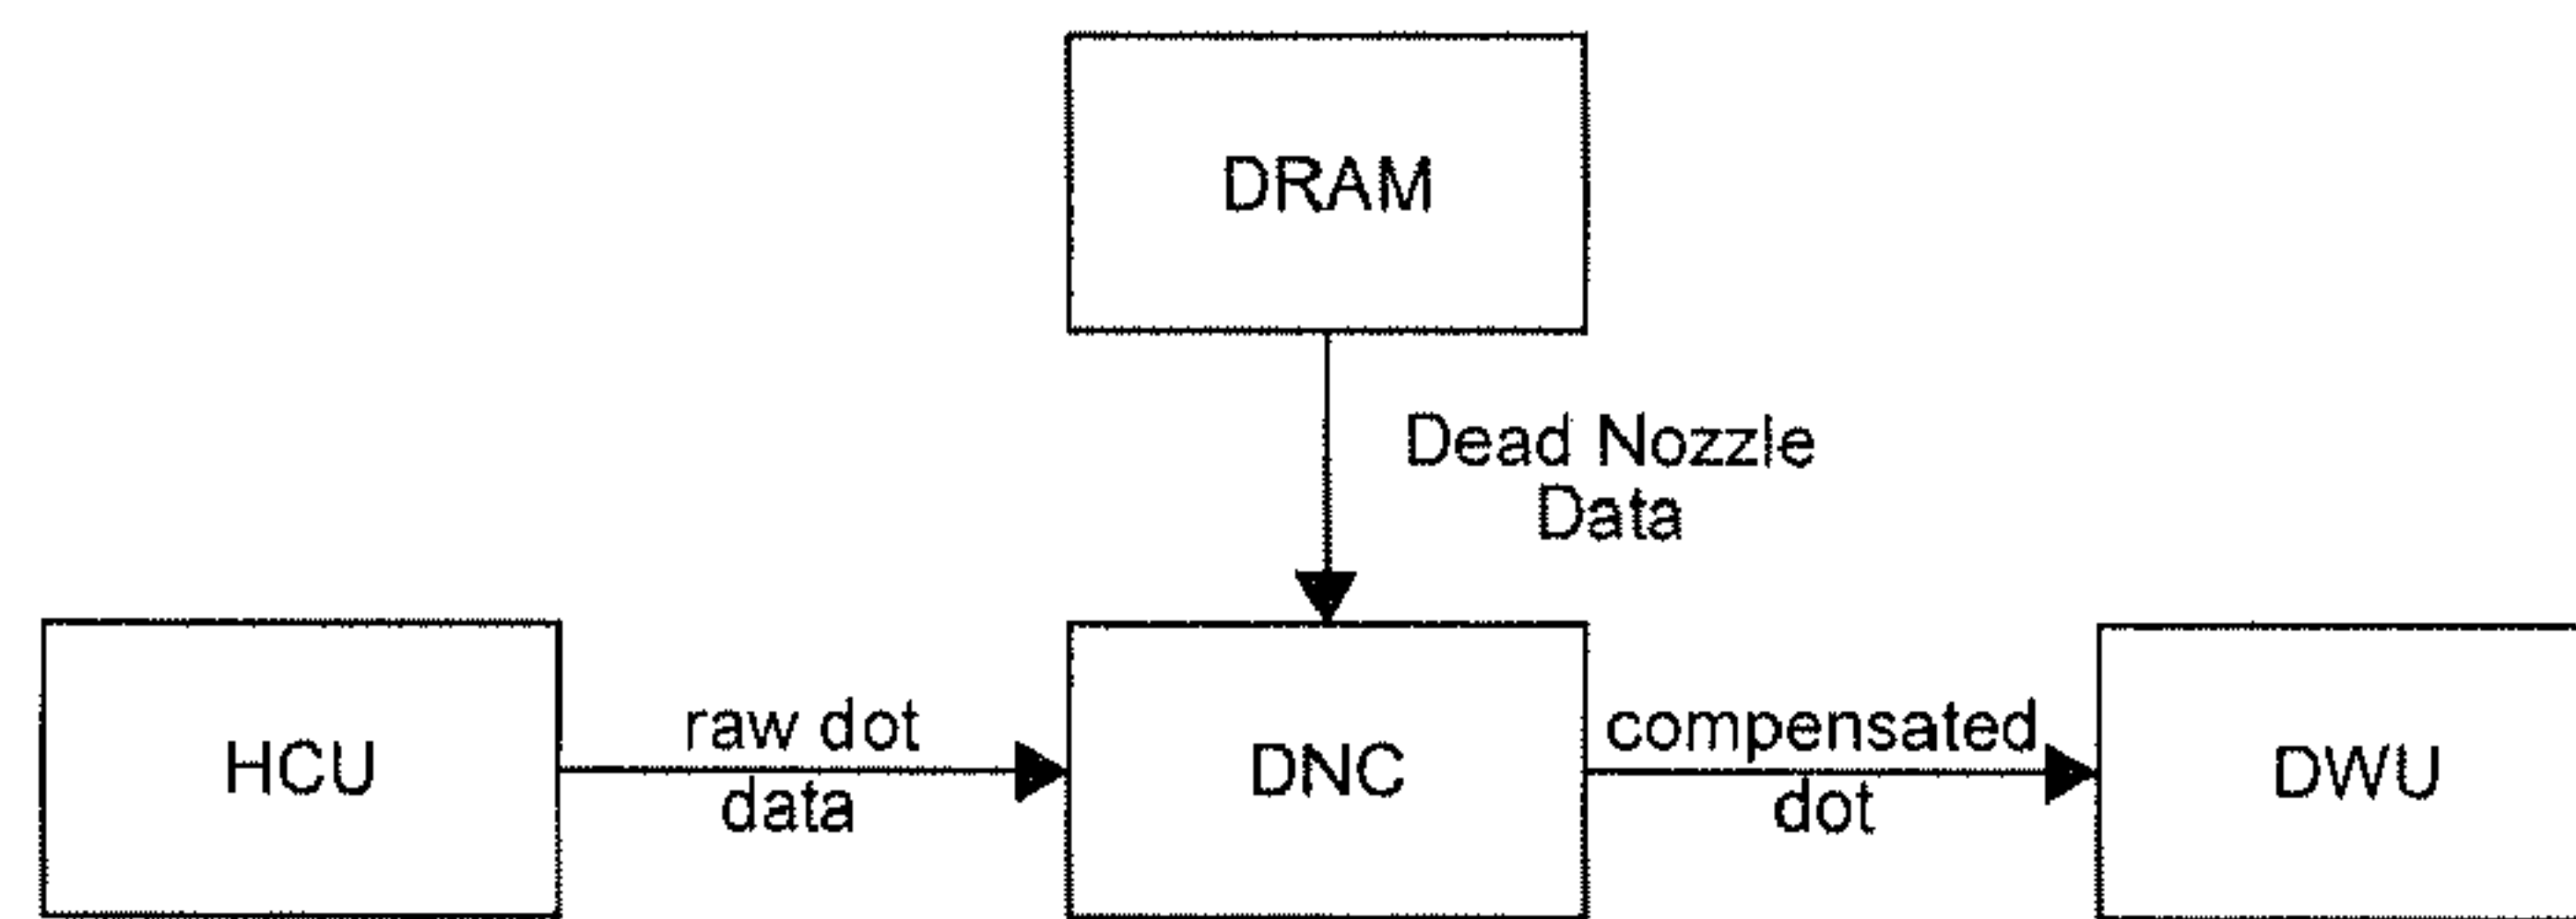 DRAM
Dead Nozzle
Data
HCU
raw dot
data
DNC
compensated
dot
DWU